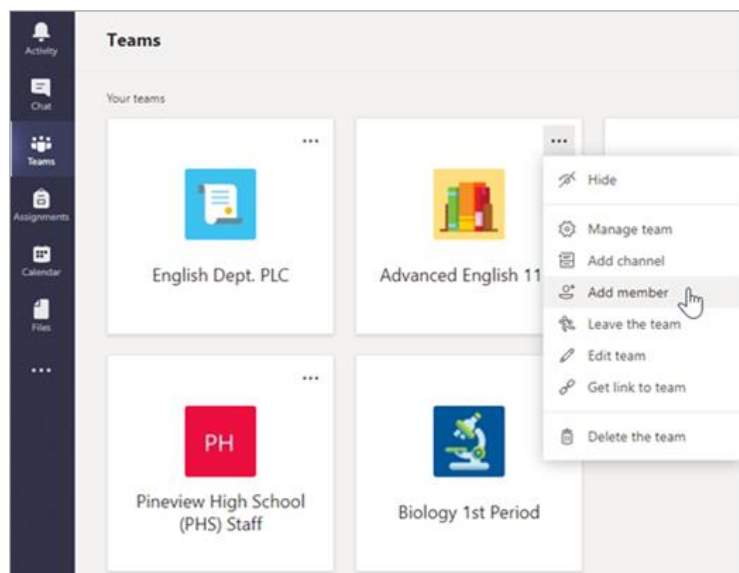 Activity
Chat
Teams
Assignments
Calendar
Files
Teams
Your teams
English Dept. PLC
Advanced English 11
Hide
Manage team
Add channel
Add member
Leave the team
Edit team
Get link to team
Delete the team
PH
Pineview High School
(PHS) Staff
Biology 1st Period